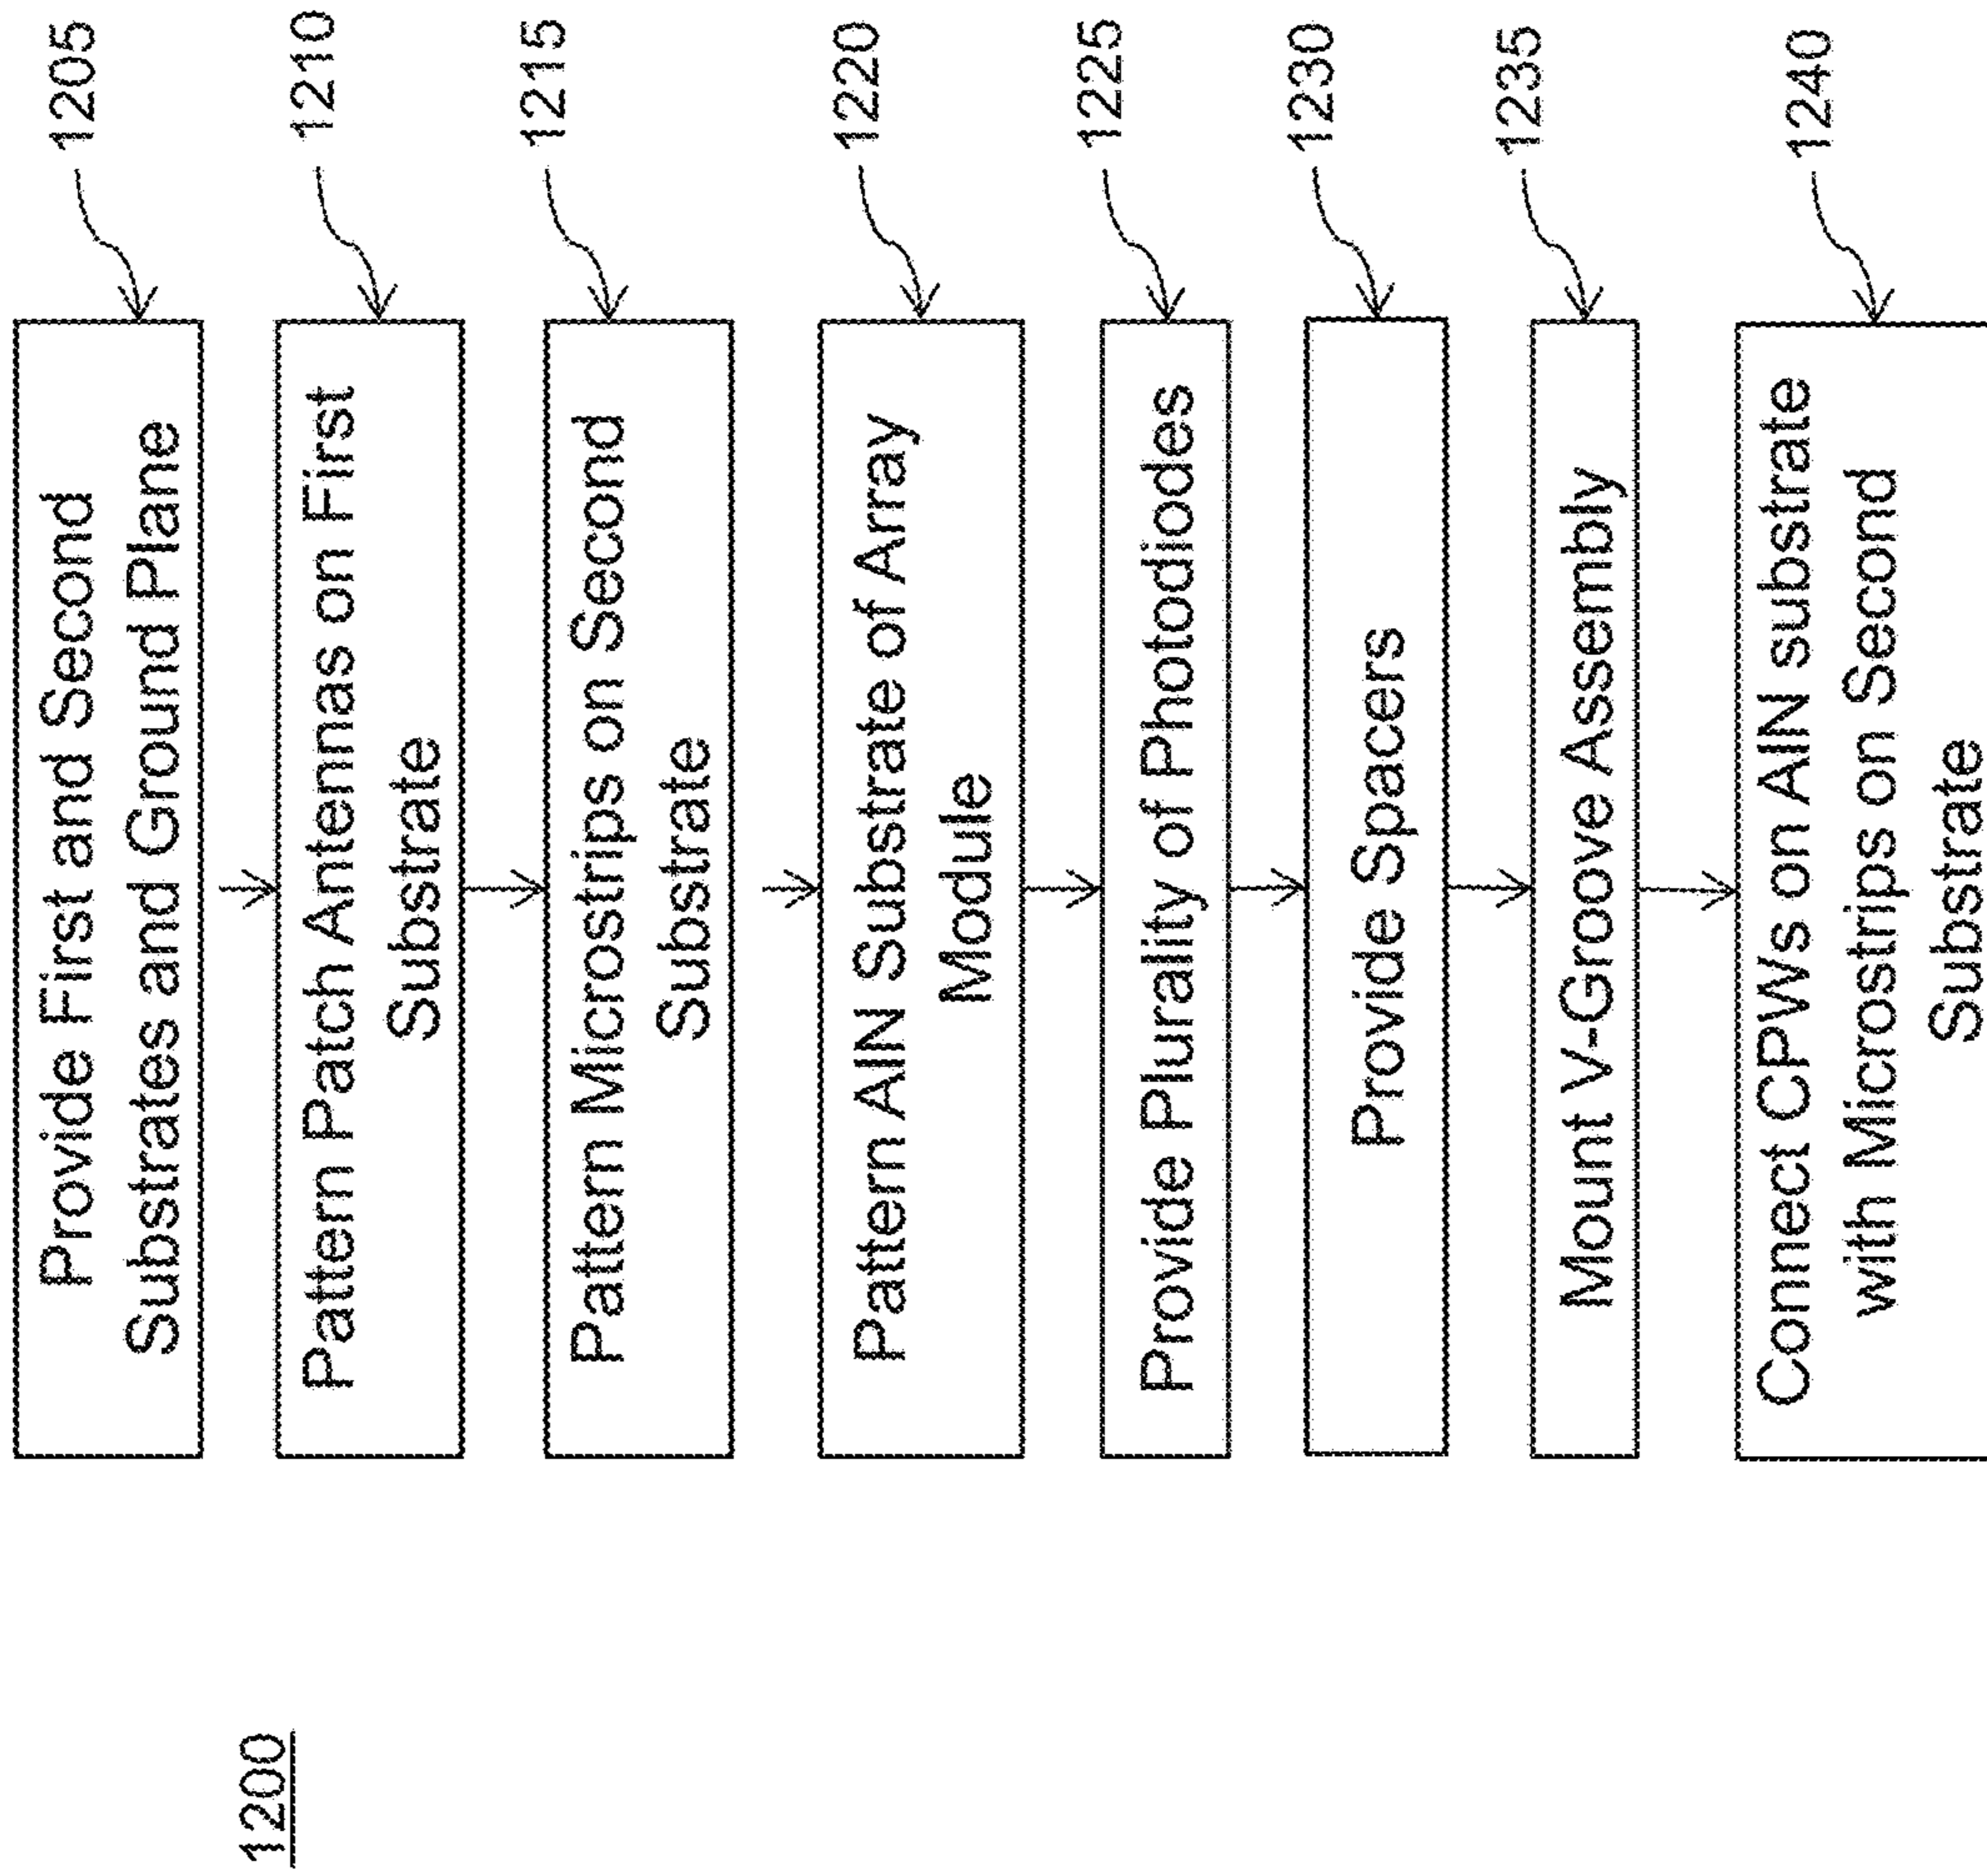 1200
Provide First and Second
Substrates and Ground Plane
1205
Pattern Patch Antennas on First
Substrate
1210
Pattern Microstrips on Second
Substrate
1215
Pattern AlN Substrate of Array
Module
1220
Provide Plurality of Photodiodes
1225
Provide Spacers
1230
Mount V-Groove Assembly
1235
Connect CPWs on AlN substrate
with Microstrips on Second
Substrate
1240